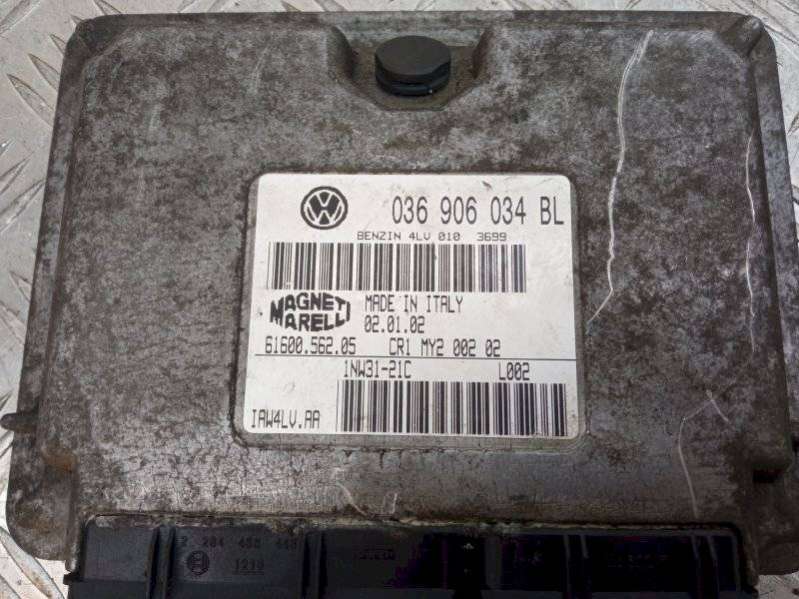 036 906 034 BL
BENZIN 4LV 010 3699
MAGNETI MARELLI
MADE IN ITALY
02.01.02
61600.562.05 CR1 MY2 002 02
1NW31-21C L002
IAW4LV.AA
1210